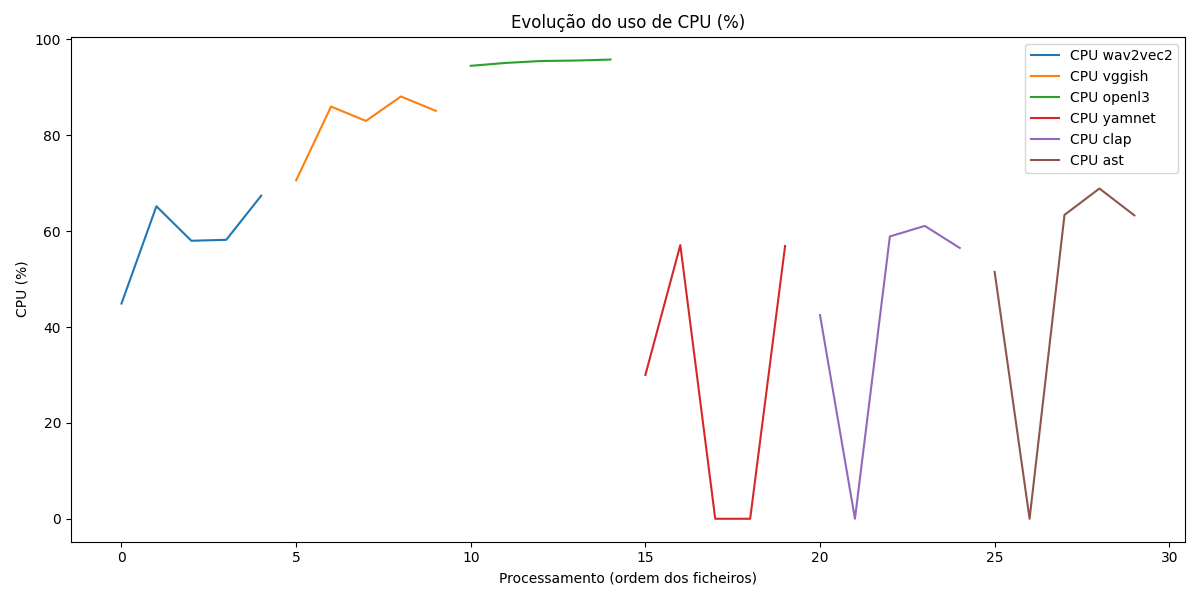 Evolução do uso de CPU (%)
CPU (%)
100
80
60
40
20
0
0 5 10 15 20 25 30
Processamento (ordem dos ficheiros)
CPU wav2vec2
CPU vggish
CPU openl3
CPU yamnet
CPU clap
CPU ast